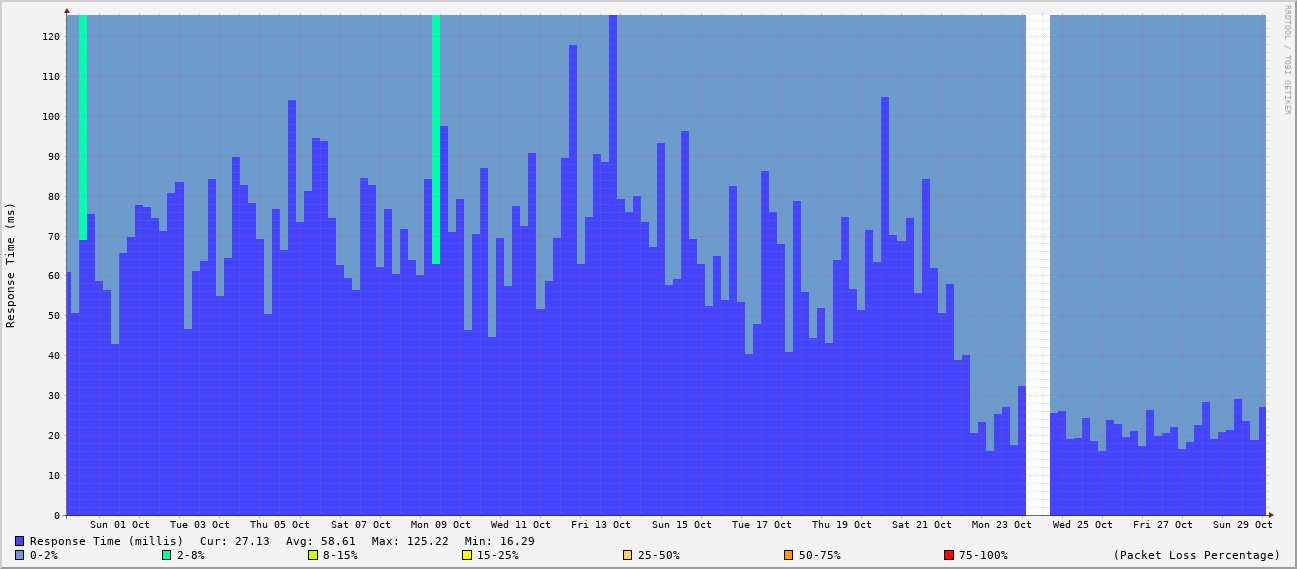 RRDTOOL / TOBI OETIKER
Response Time (ms)
120
110
100
90
80
70
60
50
40
30
20
10
0
Sun 01 Oct Tue 03 Oct Thu 05 Oct Sat 07 Oct Mon 09 Oct Wed 11 Oct Fri 13 Oct Sun 15 Oct Tue 17 Oct Thu 19 Oct Sat 21 Oct Mon 23 Oct Wed 25 Oct Fri 27 Oct Sun 29 Oct
Response Time (millis) Cur: 27.13 Avg: 58.61 Max: 125.22 Min: 16.29
0-2% 2-8% 8-15% 15-25% 25-50% 50-75% 75-100% (Packet Loss Percentage)